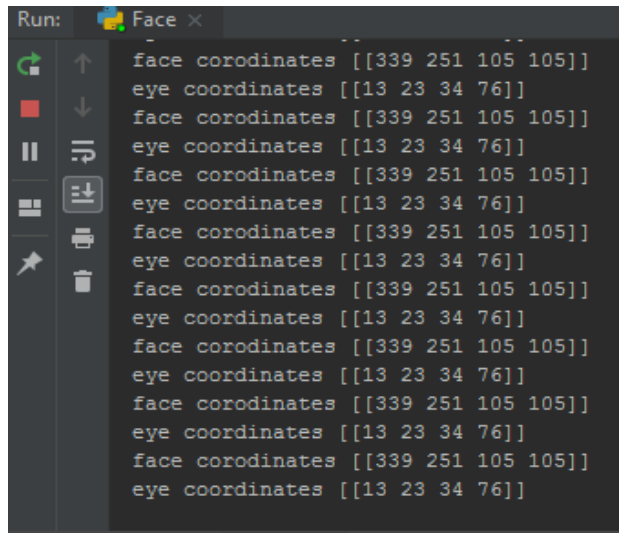 Run:
Face
face corodinates [[339 251 105 105]]
eye coordinates [[13 23 34 76]]
face corodinates [[339 251 105 105]]
eye coordinates [[13 23 34 76]]
face corodinates [[339 251 105 105]]
eye coordinates [[13 23 34 76]]
face corodinates [[339 251 105 105]]
eye coordinates [[13 23 34 76]]
face corodinates [[339 251 105 105]]
eye coordinates [[13 23 34 76]]
face corodinates [[339 251 105 105]]
eye coordinates [[13 23 34 76]]
face corodinates [[339 251 105 105]]
eye coordinates [[13 23 34 76]]
face corodinates [[339 251 105 105]]
eye coordinates [[13 23 34 76]]